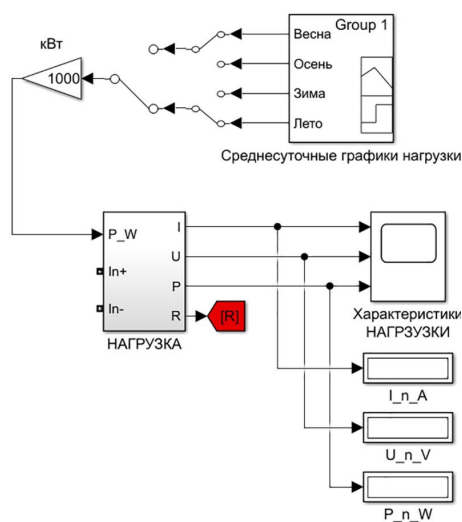 Group 1
кВт
Весна
Осень
Зима
Лето
1000
Среднесуточные графики нагрузки
P_W
In+
In-
I
U
P
R
[R]
НАГРУЗКА
Характеристики
НАГРЗУЗКИ
I_n_A
U_n_V
P_n_W